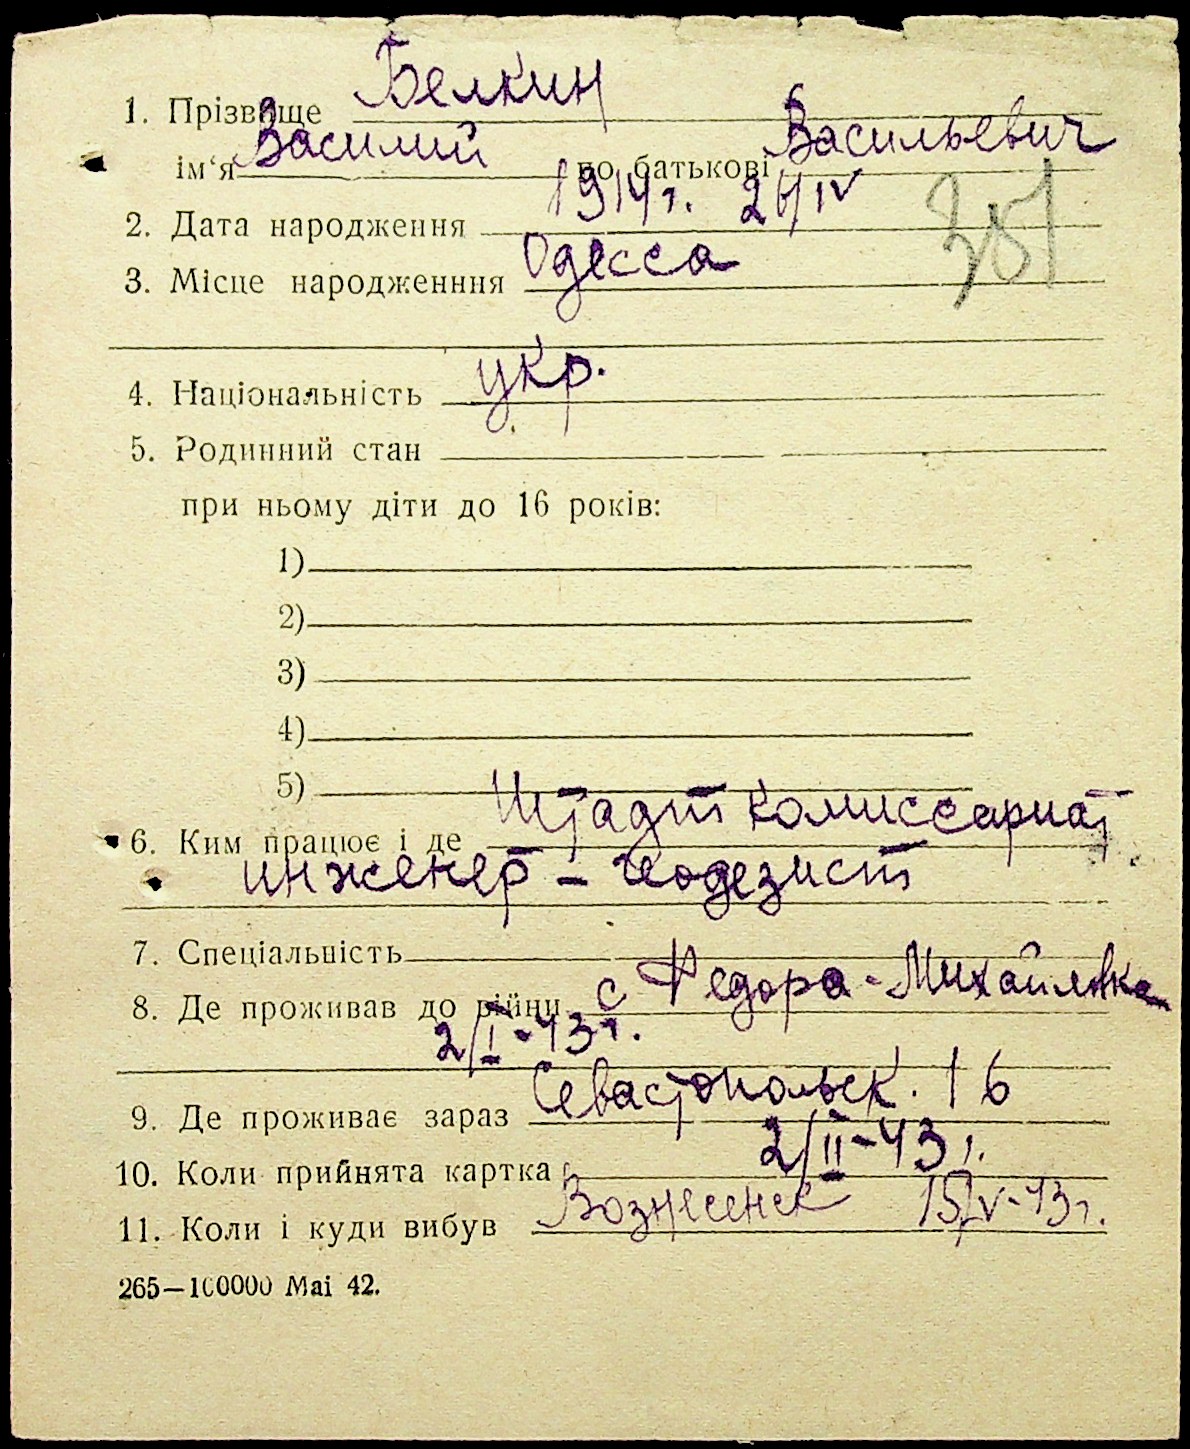 1. Прізвище Белкин
ім'я Василий по батькові Васильевич
2. Дата народження 1914 г. 26/IV
3. Місце народженння Одесса
4. Національність укр.
5. Родинний стан
при ньому діти до 16 років:
1)
2)
3)
4)
5)
6. Ким працює і де Штадт комиссариат
инженер - геодезист
7. Спеціальність
8. Де проживав до війни с Федора-Михайловка
2/I-43 г.
9. Де проживає зараз Севастопольск. 16
10. Коли прийнята картка 2/II-43 г.
11. Коли і куди вибув Вознесенск 15/V-43 г.
265—100000 Mai 42.